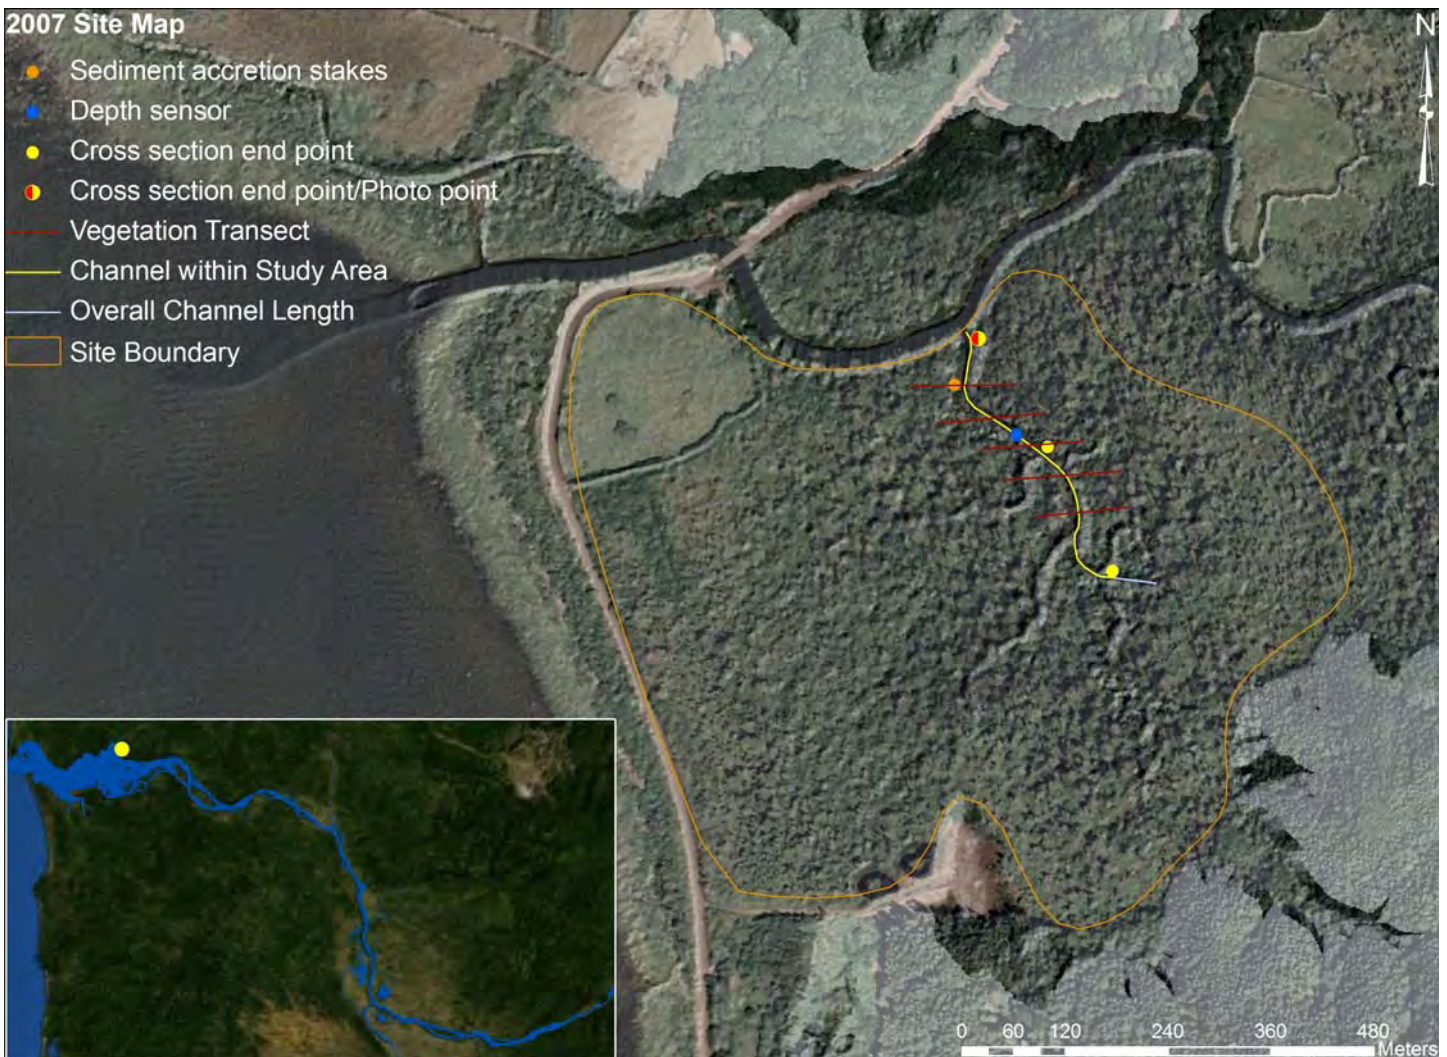 2007 Site Map
Sediment accretion stakes
Depth sensor
Cross section end point
Cross section end point/Photo point
Vegetation Transect
Channel within Study Area
Overall Channel Length
Site Boundary
N
0 60 120 240 360 480
Meters